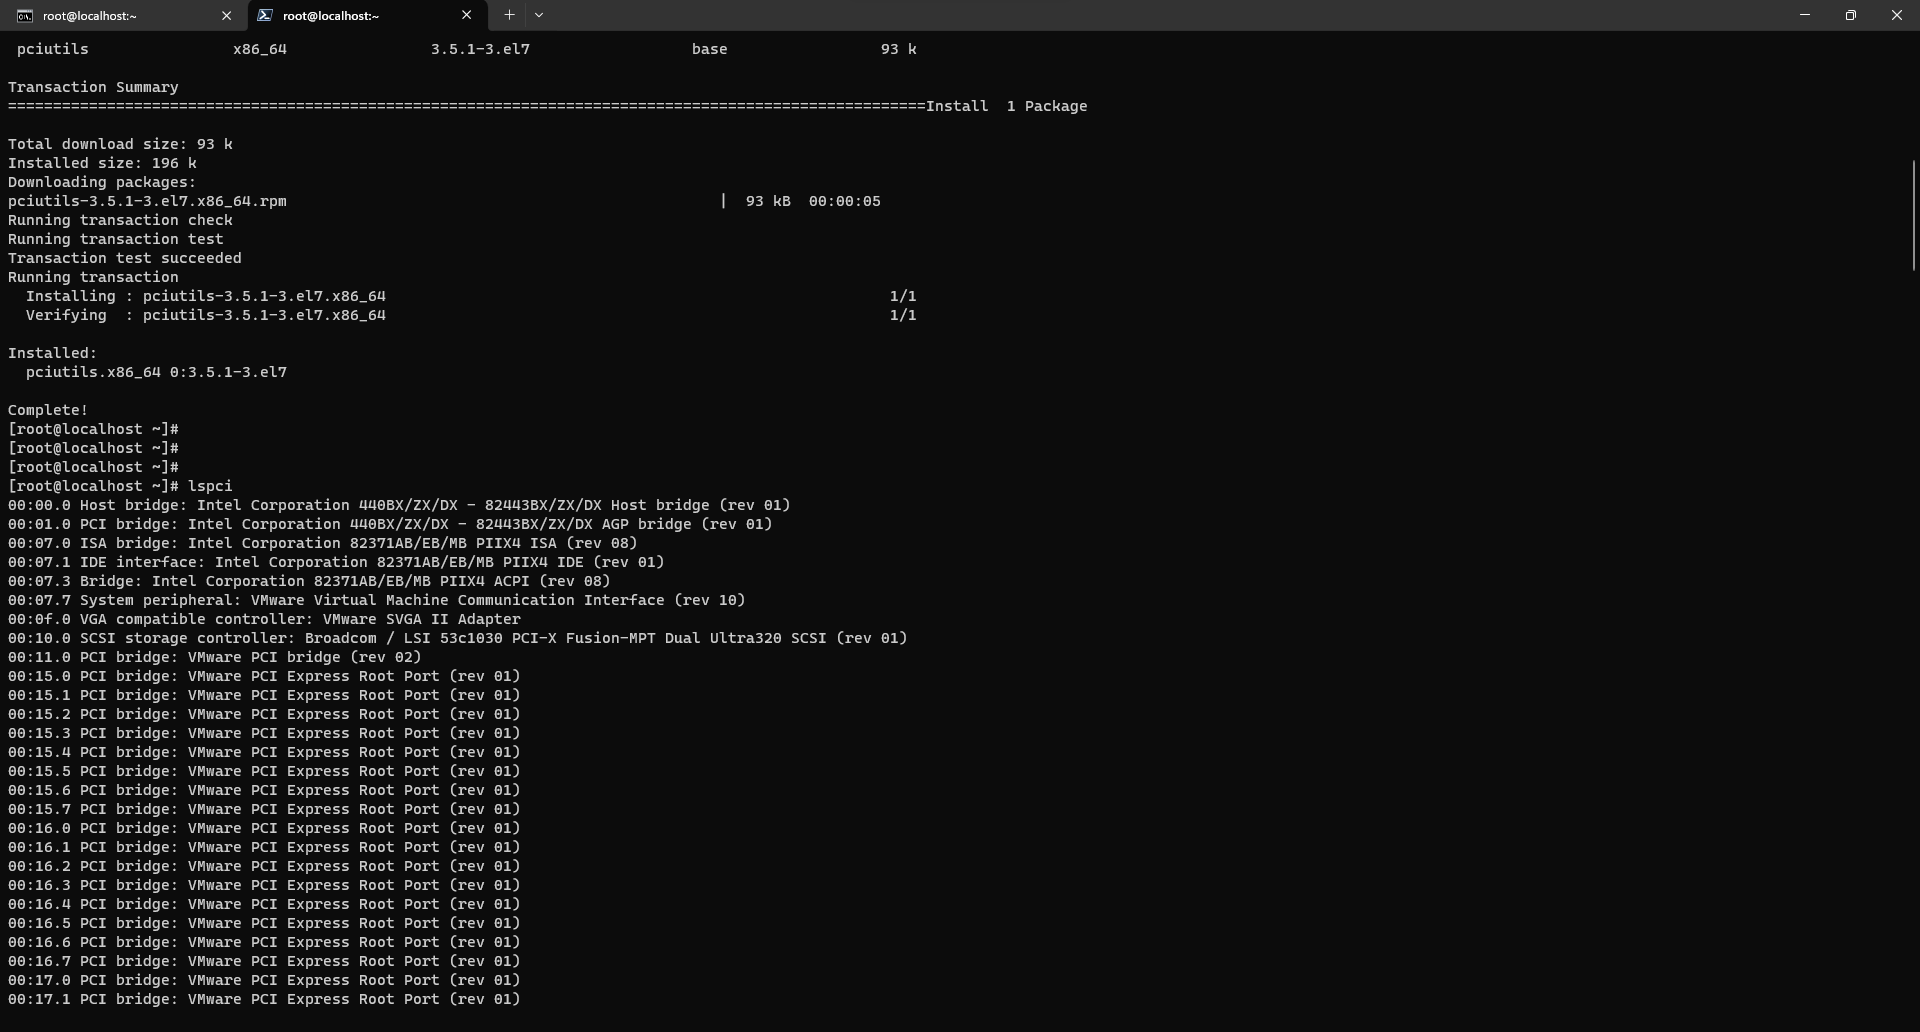 root@localhost:~
root@localhost:~
pciutils x86_64 3.5.1-3.el7 base 93 k
Transaction Summary
======================================================================================================Install  1 Package
Total download size: 93 k
Installed size: 196 k
Downloading packages:
pciutils-3.5.1-3.el7.x86_64.rpm | 93 kB 00:00:05
Running transaction check
Running transaction test
Transaction test succeeded
Running transaction
Installing : pciutils-3.5.1-3.el7.x86_64 1/1
Verifying : pciutils-3.5.1-3.el7.x86_64 1/1
Installed:
pciutils.x86_64 0:3.5.1-3.el7
Complete!
[root@localhost ~]#
[root@localhost ~]#
[root@localhost ~]#
[root@localhost ~]# lspci
00:00.0 Host bridge: Intel Corporation 440BX/ZX/DX - 82443BX/ZX/DX Host bridge (rev 01)
00:01.0 PCI bridge: Intel Corporation 440BX/ZX/DX - 82443BX/ZX/DX AGP bridge (rev 01)
00:07.0 ISA bridge: Intel Corporation 82371AB/EB/MB PIIX4 ISA (rev 08)
00:07.1 IDE interface: Intel Corporation 82371AB/EB/MB PIIX4 IDE (rev 01)
00:07.3 Bridge: Intel Corporation 82371AB/EB/MB PIIX4 ACPI (rev 08)
00:07.7 System peripheral: VMware Virtual Machine Communication Interface (rev 10)
00:0f.0 VGA compatible controller: VMware SVGA II Adapter
00:10.0 SCSI storage controller: Broadcom / LSI 53c1030 PCI-X Fusion-MPT Dual Ultra320 SCSI (rev 01)
00:11.0 PCI bridge: VMware PCI bridge (rev 02)
00:15.0 PCI bridge: VMware PCI Express Root Port (rev 01)
00:15.1 PCI bridge: VMware PCI Express Root Port (rev 01)
00:15.2 PCI bridge: VMware PCI Express Root Port (rev 01)
00:15.3 PCI bridge: VMware PCI Express Root Port (rev 01)
00:15.4 PCI bridge: VMware PCI Express Root Port (rev 01)
00:15.5 PCI bridge: VMware PCI Express Root Port (rev 01)
00:15.6 PCI bridge: VMware PCI Express Root Port (rev 01)
00:15.7 PCI bridge: VMware PCI Express Root Port (rev 01)
00:16.0 PCI bridge: VMware PCI Express Root Port (rev 01)
00:16.1 PCI bridge: VMware PCI Express Root Port (rev 01)
00:16.2 PCI bridge: VMware PCI Express Root Port (rev 01)
00:16.3 PCI bridge: VMware PCI Express Root Port (rev 01)
00:16.4 PCI bridge: VMware PCI Express Root Port (rev 01)
00:16.5 PCI bridge: VMware PCI Express Root Port (rev 01)
00:16.6 PCI bridge: VMware PCI Express Root Port (rev 01)
00:16.7 PCI bridge: VMware PCI Express Root Port (rev 01)
00:17.0 PCI bridge: VMware PCI Express Root Port (rev 01)
00:17.1 PCI bridge: VMware PCI Express Root Port (rev 01)